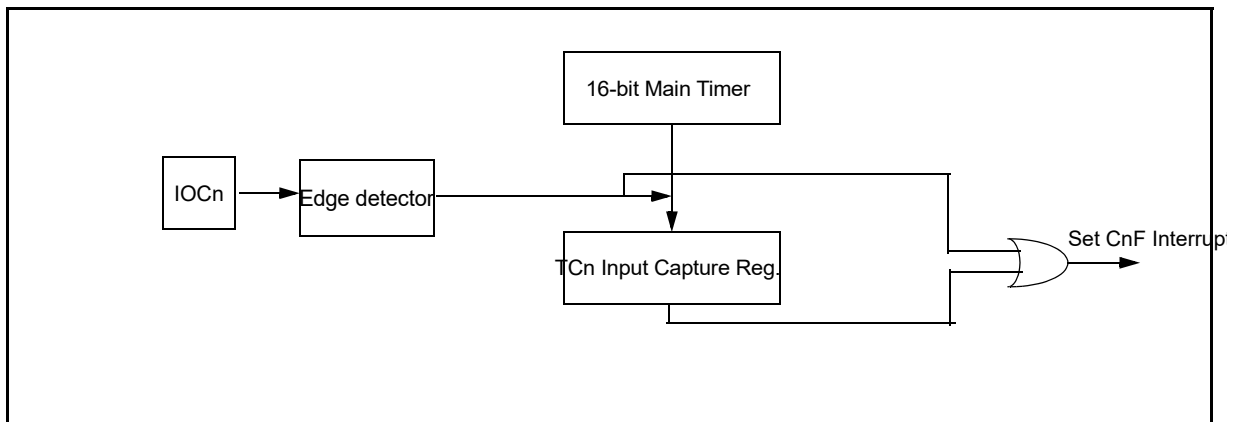 16-bit Main Timer
IOCn
Edge detector
TCn Input Capture Reg.
Set CnF Interrupt